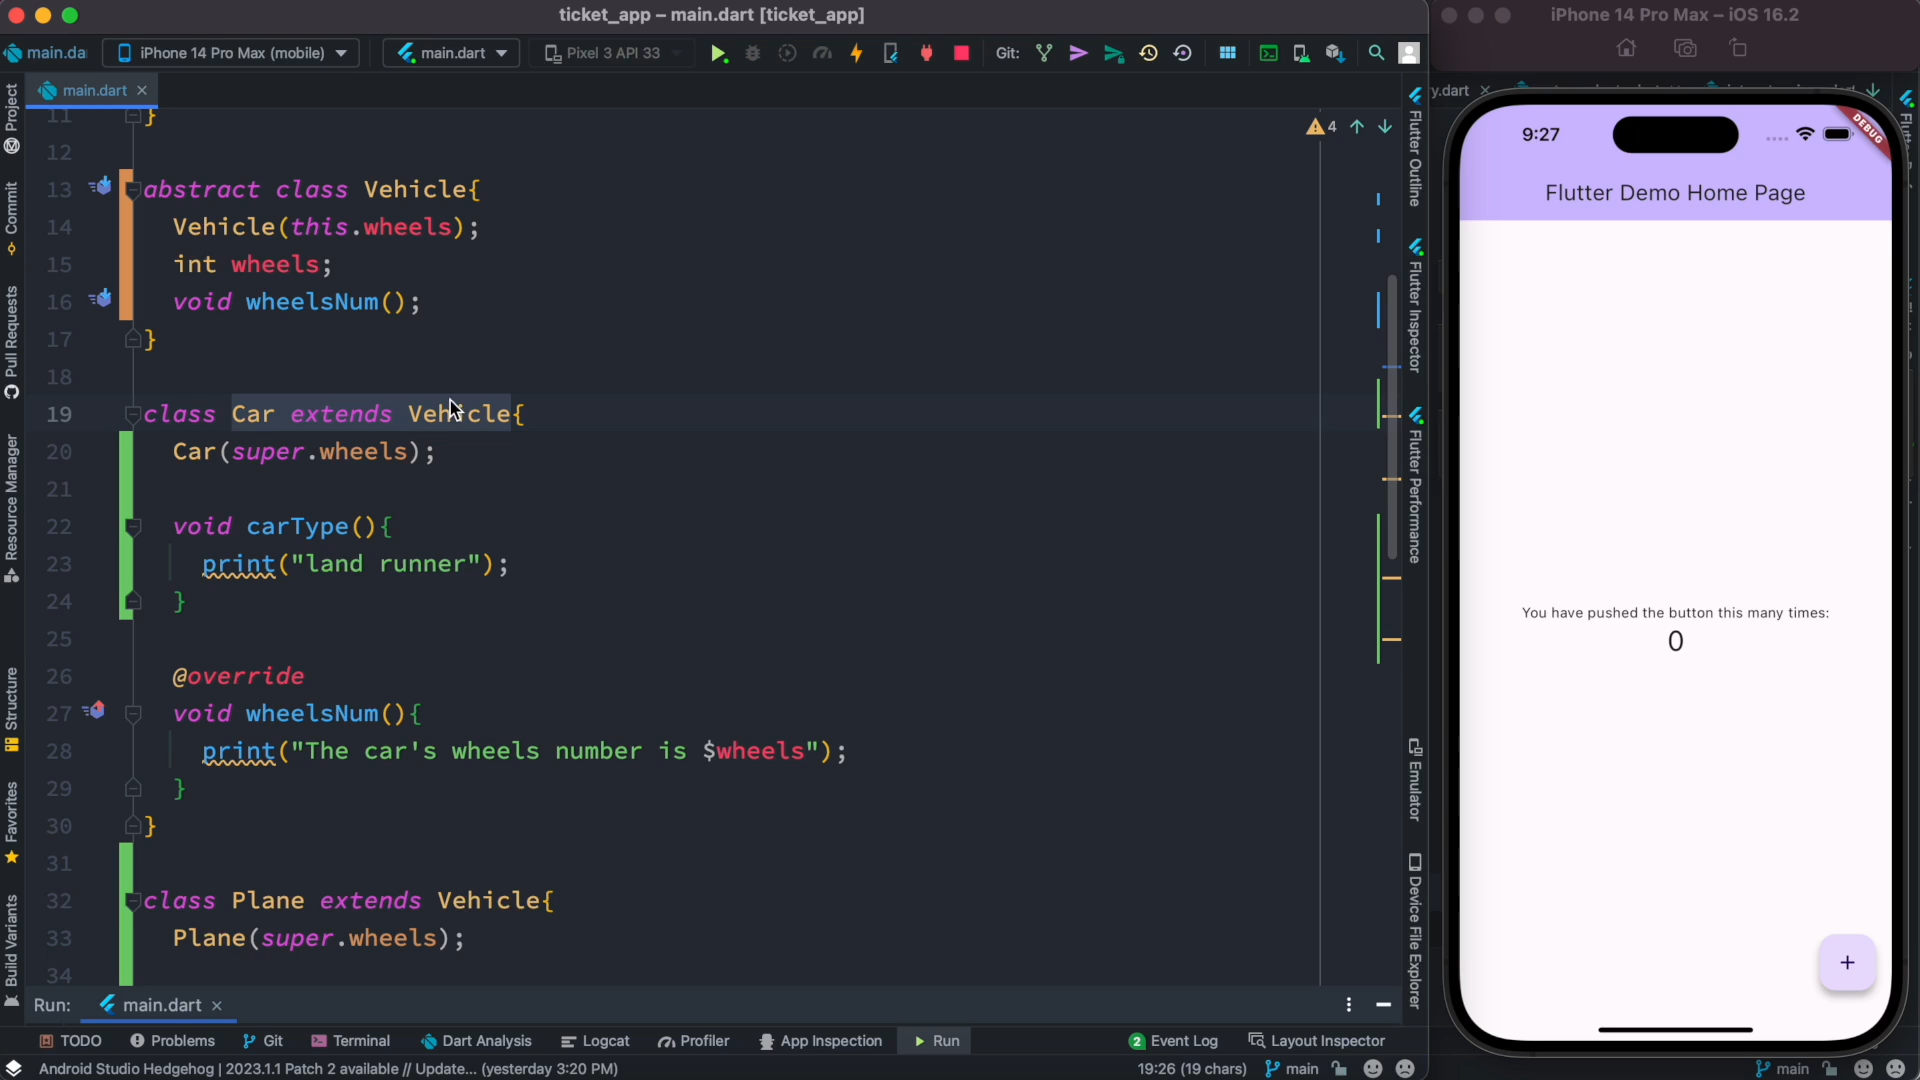 ticket_app – main.dart [ticket_app]
main.da
iPhone 14 Pro Max (mobile)
main.dart
Pixel 3 API 33
Git:
main.dart
4
Project
Commit
Pull Requests
Resource Manager
Structure
Favorites
Build Variants
11 }
12
13 abstract class Vehicle{
14 Vehicle(this.wheels);
15 int wheels;
16 void wheelsNum();
17 }
18
19 class Car extends Vehicle{
20 Car(super.wheels);
21
22 void carType(){
23 print("land runner");
24 }
25
26 @override
27 void wheelsNum(){
28 print("The car's wheels number is $wheels");
29 }
30 }
31
32 class Plane extends Vehicle{
33 Plane(super.wheels);
34
Flutter Outline
Flutter Inspector
Flutter Performance
Emulator
Device File Explorer
Run: main.dart
TODO
Problems
Git
Terminal
Dart Analysis
Logcat
Profiler
App Inspection
Run
2 Event Log
Layout Inspector
Android Studio Hedgehog | 2023.1.1 Patch 2 available // Update... (yesterday 3:20 PM)
19:26 (19 chars)
main
iPhone 14 Pro Max – iOS 16.2
y.dart
9:27
DEBUG
Flutter Demo Home Page
You have pushed the button this many times:
0
+
main